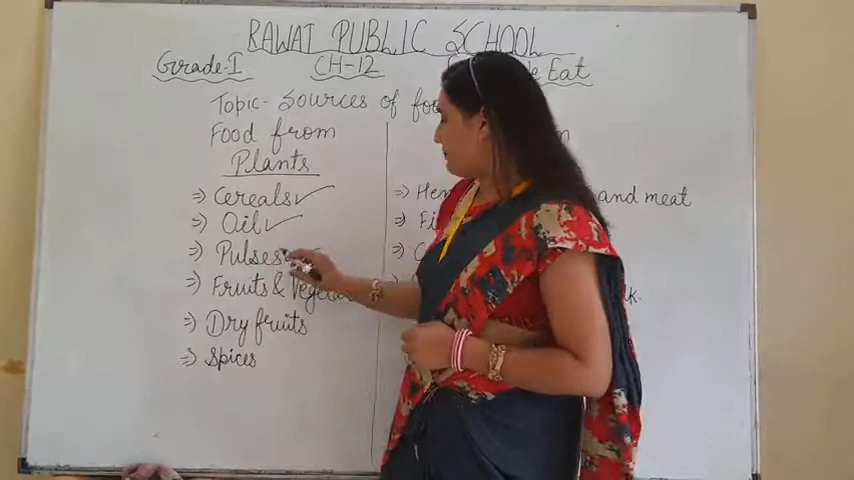 RAWAT PUBLIC SCHOOL
Grade-I CH-12 Eat
Topic- Sources of
Food from
Plants
⇒ Cereals ✓
⇒ Oil ✓
⇒ Pulses
⇒ Fruits &
⇒ Dry fruits
⇒ Spices
⇒
and meat
⇒
⇒